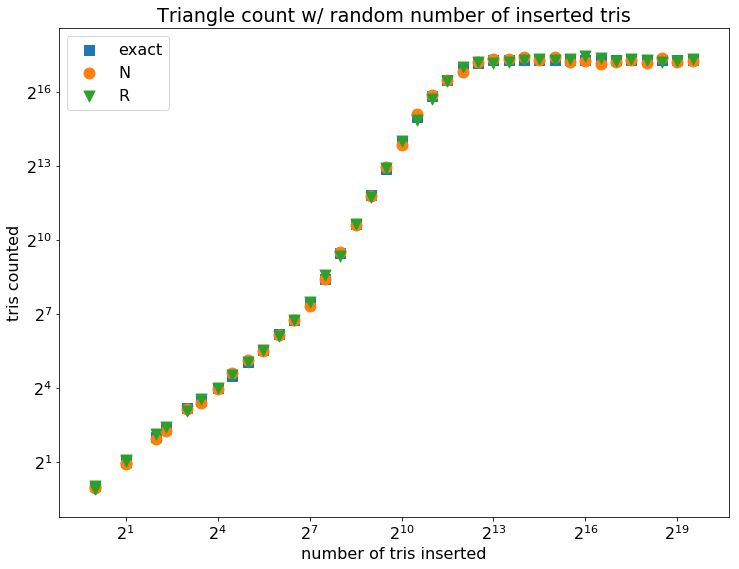 Triangle count w/ random number of inserted tris
exact
N
R
2^16
2^13
2^10
2^7
2^4
2^1
tris counted
2^1 2^4 2^7 2^10 2^13 2^16 2^19
number of tris inserted